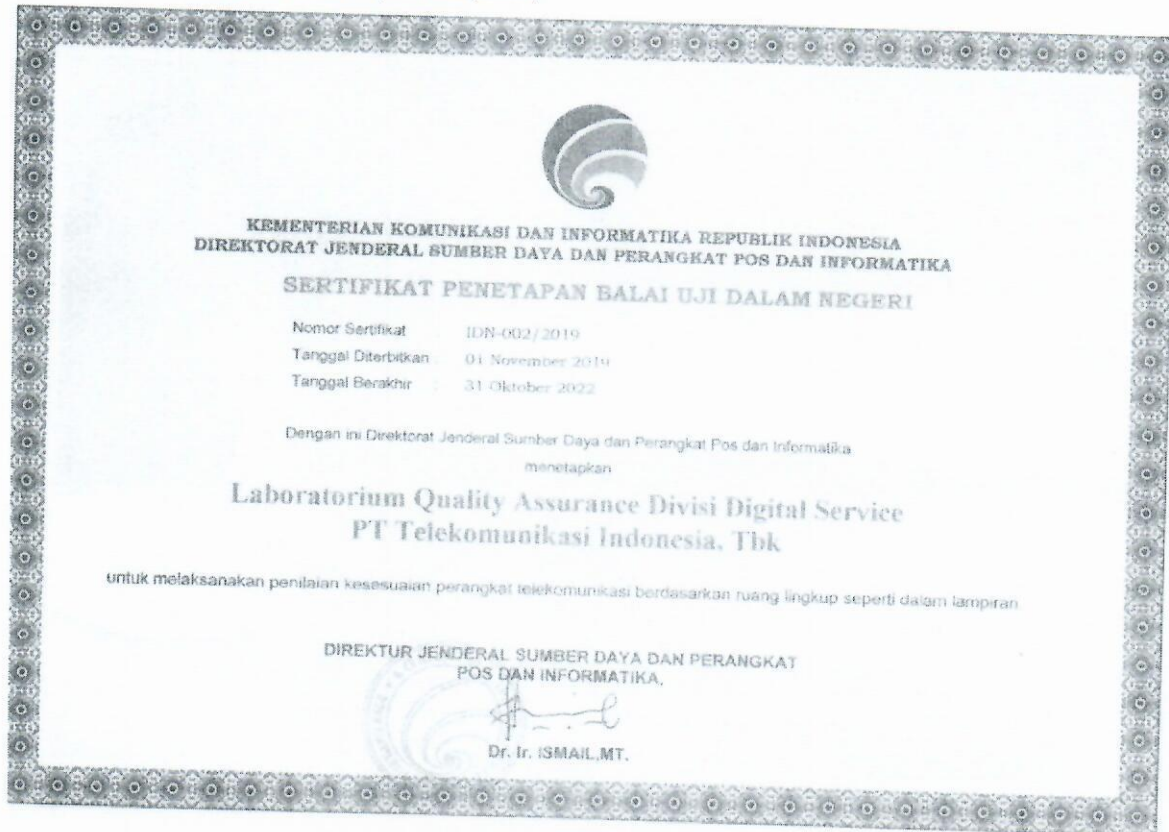 KEMENTERIAN KOMUNIKASI DAN INFORMATIKA REPUBLIK INDONESIA
DIREKTORAT JENDERAL SUMBER DAYA DAN PERANGKAT POS DAN INFORMATIKA
SERTIFIKAT PENETAPAN BALAI UJI DALAM NEGERI
Nomor Sertifikat : IDN-002/2019
Tanggal Diterbitkan : 01 November 2019
Tanggal Berakhir : 31 Oktober 2022
Dengan ini Direktorat Jenderal Sumber Daya dan Perangkat Pos dan Informatika
menetapkan
Laboratorium Quality Assurance Divisi Digital Service
PT Telekomunikasi Indonesia, Tbk
untuk melaksanakan penilaian kesesuaian perangkat telekomunikasi berdasarkan ruang lingkup seperti dalam lampiran
DIREKTUR JENDERAL SUMBER DAYA DAN PERANGKAT
POS DAN INFORMATIKA,
Dr. Ir. ISMAIL,MT.